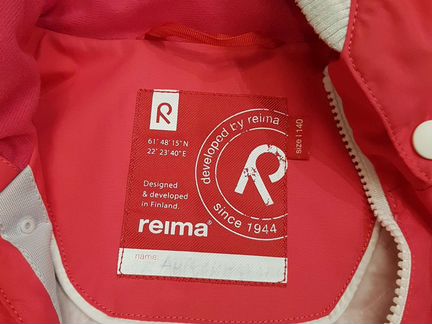 R
61° 48' 15" N
22° 23' 40" E
developed by reima
R
since 1944
size | 140
Designed
& developed
in Finland.
reima®
name: